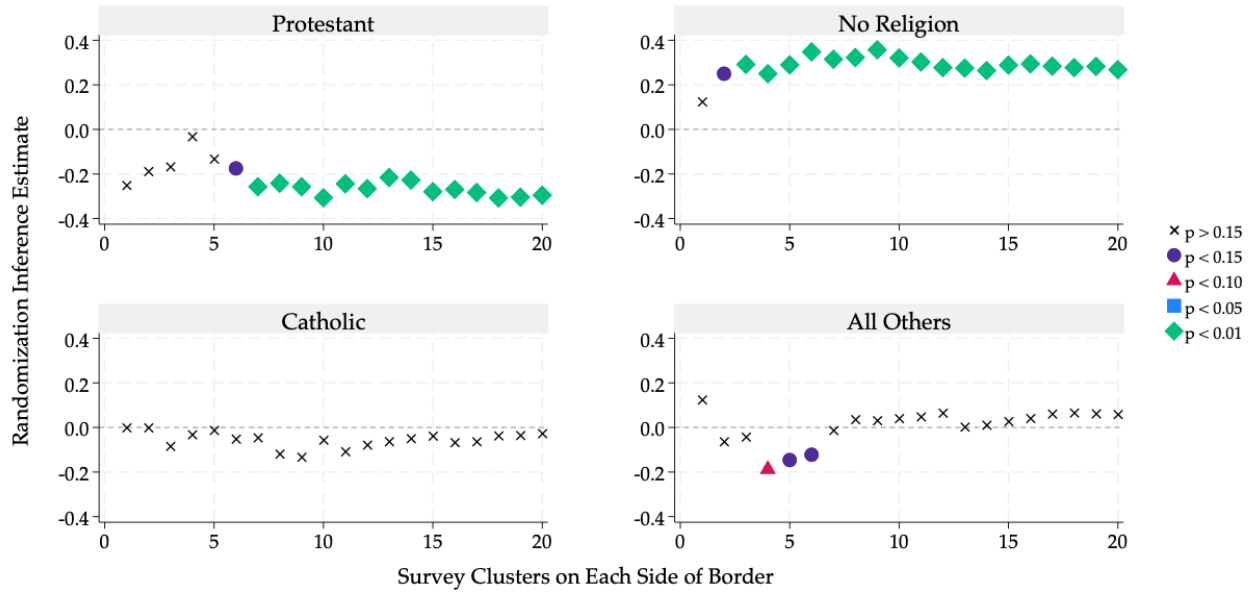 Protestant
No Religion
0.4
0.2
0.0
-0.2
-0.4
0 5 10 15 20
0.4
0.2
0.0
-0.2
-0.4
0 5 10 15 20
Catholic
All Others
0.4
0.2
0.0
-0.2
-0.4
0 5 10 15 20
0.4
0.2
0.0
-0.2
-0.4
0 5 10 15 20
Randomization Inference Estimate
Survey Clusters on Each Side of Border
p > 0.15
p < 0.15
p < 0.10
p < 0.05
p < 0.01